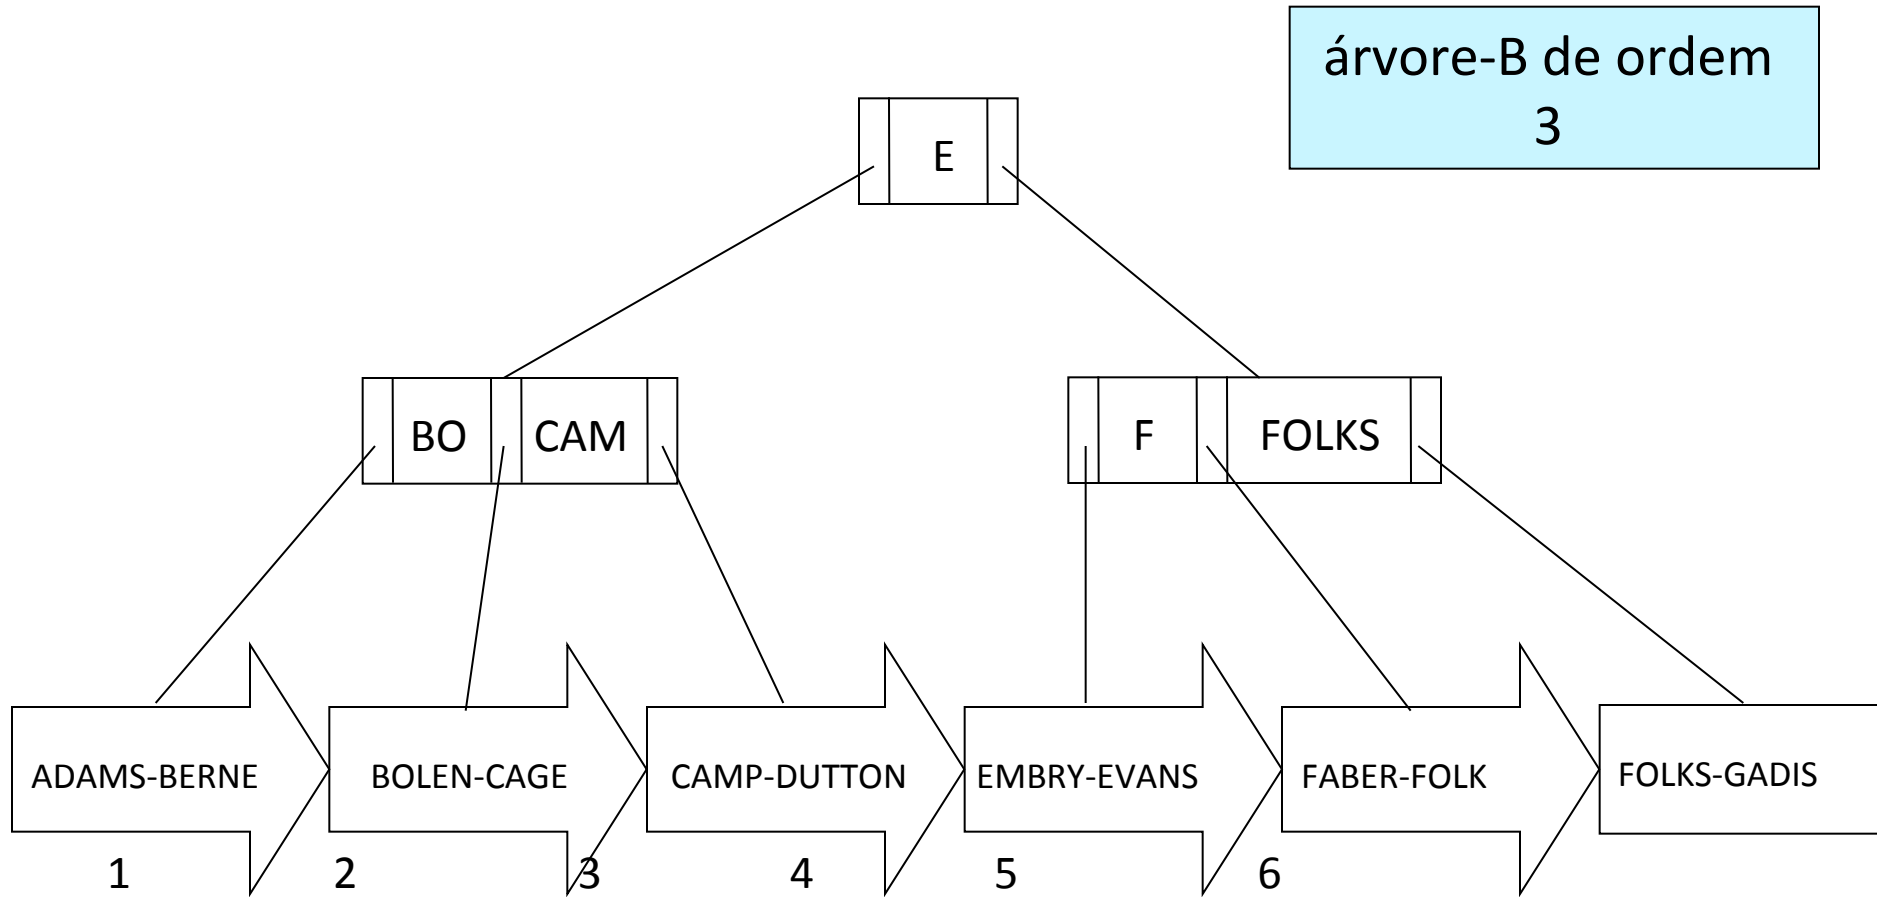 árvore-B de ordem
3
E
BO CAM F FOLKS
ADAMS-BERNE BOLEN-CAGE CAMP-DUTTON EMBRY-EVANS FABER-FOLK FOLKS-GADIS
1 2 3 4 5 6